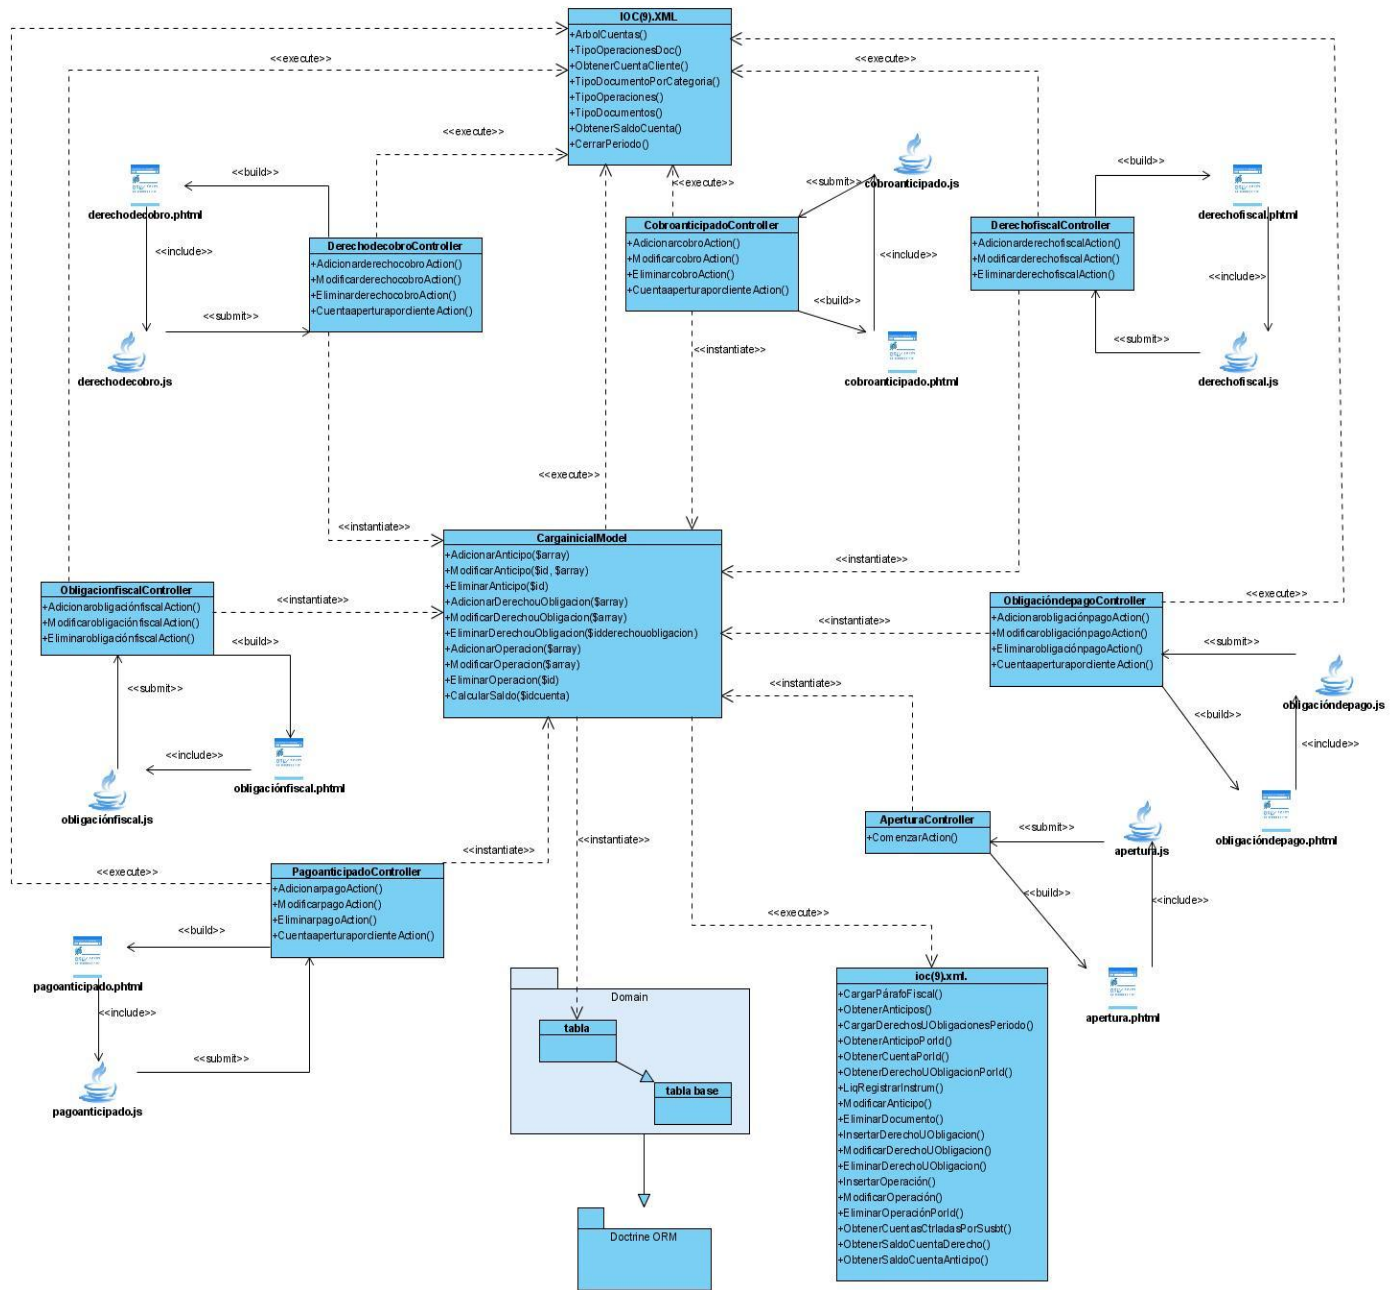 IOC(9).XML
+ArbolCuentas()
+TipoOperacionesDoc()
+ObtenerCuentaCliente()
+TipoDocumentoPorCategoria()
+TipoOperaciones()
+TipoDocumentos()
+ObtenerSaldoCuenta()
+CerrarPeriodo()
<<execute>>
<<execute>>
<<execute>>
<<execute>>
<<build>>
derechodecobro.phtml
<<include>>
<<submit>>
derechodecobro.js
DerechodecobroController
+AdicionarderechocobroAction()
+ModificarderechocobroAction()
+EliminarderechocobroAction()
+CuentaaperturaporclienteAction()
<<submit>>
cobroanticipado.js
CobroanticipadoController
+AdicionarcobroAction()
+ModificarcobroAction()
+EliminarcobroAction()
+CuentaaperturaporclienteAction()
<<include>>
<<build>>
cobroanticipado.phtml
<<instantiate>>
<<build>>
derechofiscal.phtml
DerechofiscalController
+AdicionarderechofiscalAction()
+ModificarderechofiscalAction()
+EliminarderechofiscalAction()
<<include>>
<<submit>>
derechofiscal.js
<<execute>>
<<instantiate>>
CargainicialModel
+AdicionarAnticipo($array)
+ModificarAnticipo($id, $array)
+EliminarAnticipo($id)
+AdicionarDerechouObligacion($array)
+ModificarDerechouObligacion($array)
+EliminarDerechouObligacion($idderechouobligacion)
+AdicionarOperacion($array)
+ModificarOperacion($array)
+EliminarOperacion($id)
+CalcularSaldo($idcuenta)
<<instantiate>>
ObligacionfiscalController
+AdicionarobligaciónfiscalAction()
+ModificarobligaciónfiscalAction()
+EliminarobligaciónfiscalAction()
<<instantiate>>
<<build>>
<<submit>>
<<include>>
obligaciónfiscal.phtml
obligaciónfiscal.js
<<execute>>
ObligacióndepagoController
+AdicionarobligaciónpagoAction()
+ModificarobligaciónpagoAction()
+EliminarobligaciónpagoAction()
+CuentaaperturaporclienteAction()
<<instantiate>>
<<submit>>
obligacióndepago.js
<<build>>
<<include>>
obligacióndepago.phtml
<<instantiate>>
AperturaController
+ComenzarAction()
<<submit>>
apertura.js
<<build>>
<<include>>
apertura.phtml
<<instantiate>>
<<instantiate>>
<<execute>>
PagoanticipadoController
+AdicionarpagoAction()
+ModificarpagoAction()
+EliminarpagoAction()
+CuentaaperturaporclienteAction()
<<build>>
pagoanticipado.phtml
<<include>>
<<submit>>
pagoanticipado.js
<<execute>>
Domain
tabla
tabla base
Doctrine ORM
ioc(9).xml.
+CargarPárafoFiscal()
+ObtenerAnticipos()
+CargarDerechosUObligacionesPeriodo()
+ObtenerAnticipoPorId()
+ObtenerCuentaPorId()
+ObtenerDerechoUObligacionPorId()
+LiqRegistrarInstrum()
+ModificarAnticipo()
+EliminarDocumento()
+InsertarDerechoUObligacion()
+ModificarDerechoUObligacion()
+EliminarDerechoUObligacion()
+InsertarOperación()
+ModificarOperación()
+EliminarOperaciónPorId()
+ObtenerCuentasCtrladasPorSusbt()
+ObtenerSaldoCuentaDerecho()
+ObtenerSaldoCuentaAnticipo()